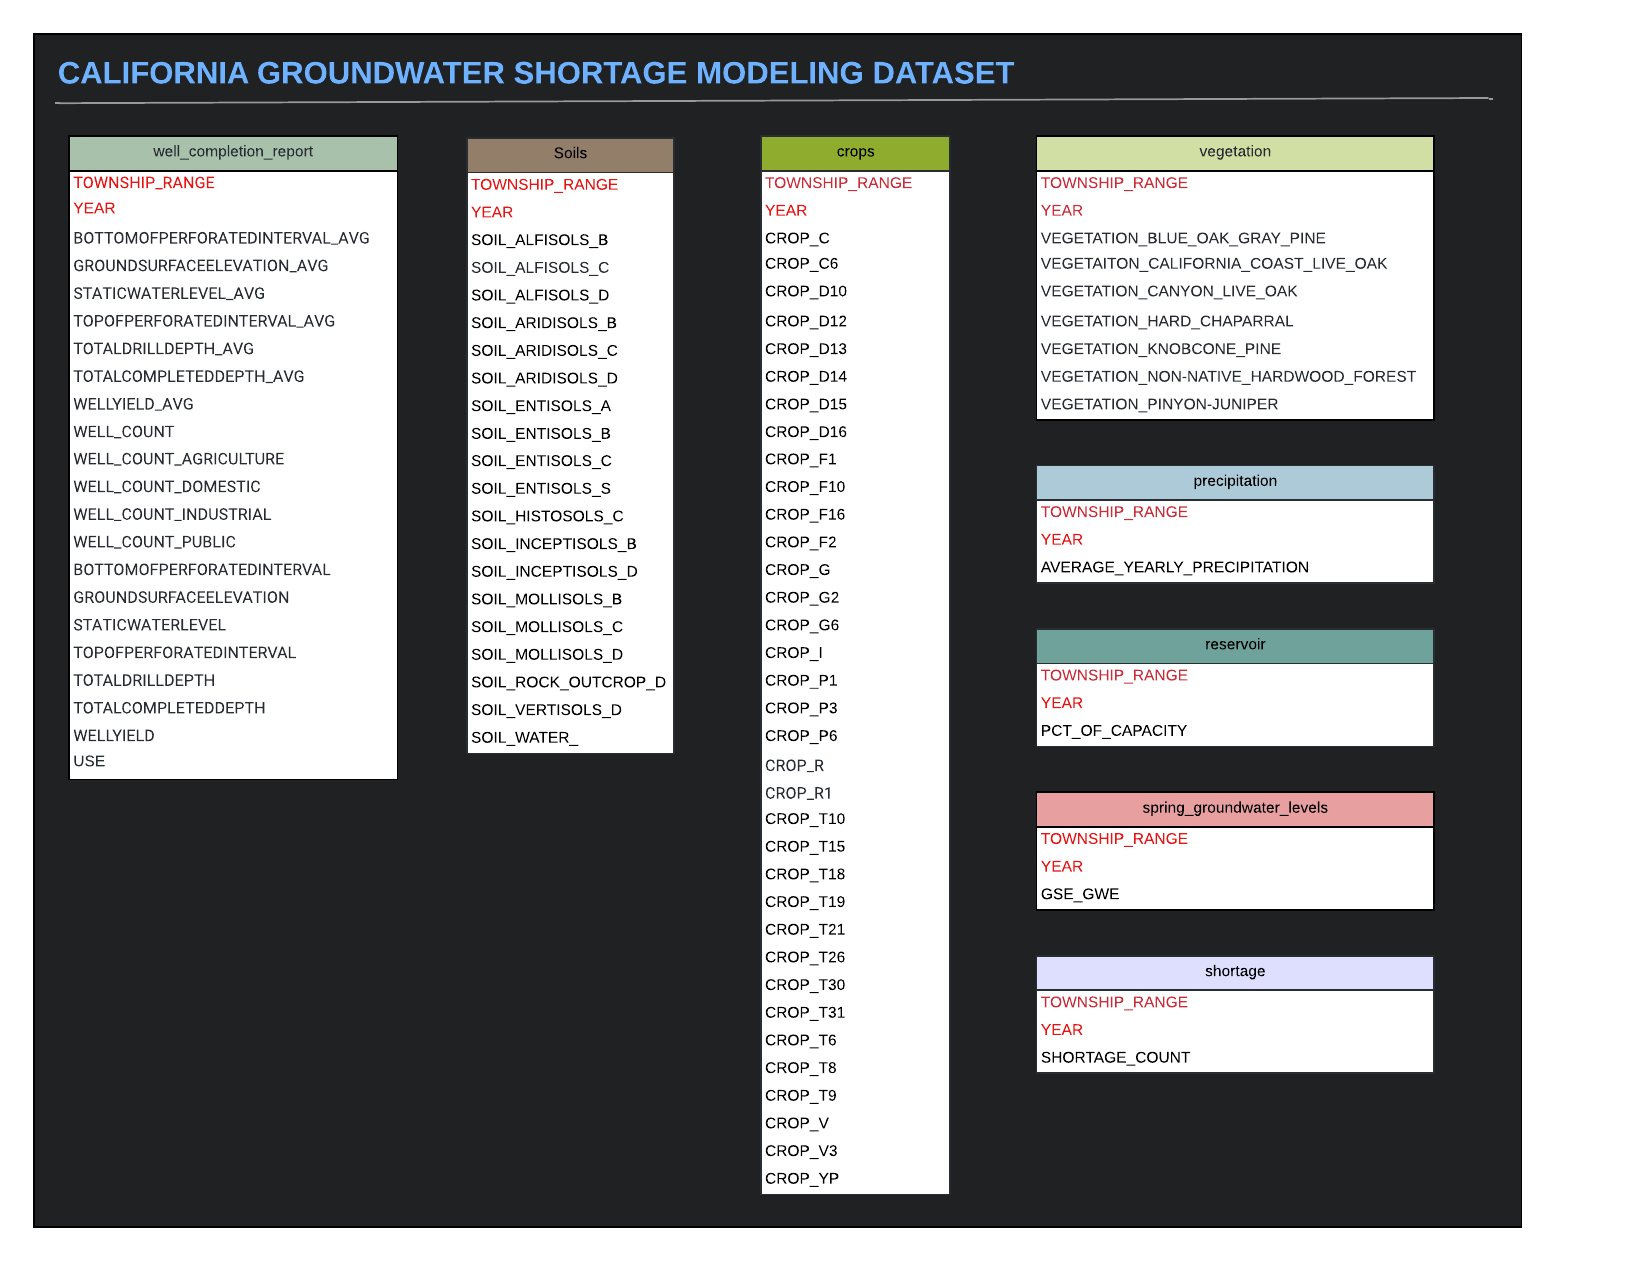 CALIFORNIA GROUNDWATER SHORTAGE MODELING DATASET
well_completion_report
TOWNSHIP_RANGE
YEAR
BOTTOMOFPERFORATEDINTERVAL_AVG
GROUNDSURFACEELEVATION_AVG
STATICWATERLEVEL_AVG
TOPOFPERFORATEDINTERVAL_AVG
TOTALDRILLDEPTH_AVG
TOTALCOMPLETEDDEPTH_AVG
WELLYIELD_AVG
WELL_COUNT
WELL_COUNT_AGRICULTURE
WELL_COUNT_DOMESTIC
WELL_COUNT_INDUSTRIAL
WELL_COUNT_PUBLIC
BOTTOMOFPERFORATEDINTERVAL
GROUNDSURFACEELEVATION
STATICWATERLEVEL
TOPOFPERFORATEDINTERVAL
TOTALDRILLDEPTH
TOTALCOMPLETEDDEPTH
WELLYIELD
USE
Soils
TOWNSHIP_RANGE
YEAR
SOIL_ALFISOLS_B
SOIL_ALFISOLS_C
SOIL_ALFISOLS_D
SOIL_ARIDISOLS_B
SOIL_ARIDISOLS_C
SOIL_ARIDISOLS_D
SOIL_ENTISOLS_A
SOIL_ENTISOLS_B
SOIL_ENTISOLS_C
SOIL_ENTISOLS_S
SOIL_HISTOSOLS_C
SOIL_INCEPTISOLS_B
SOIL_INCEPTISOLS_D
SOIL_MOLLISOLS_B
SOIL_MOLLISOLS_C
SOIL_MOLLISOLS_D
SOIL_ROCK_OUTCROP_D
SOIL_VERTISOLS_D
SOIL_WATER_
crops
TOWNSHIP_RANGE
YEAR
CROP_C
CROP_C6
CROP_D10
CROP_D12
CROP_D13
CROP_D14
CROP_D15
CROP_D16
CROP_F1
CROP_F10
CROP_F16
CROP_F2
CROP_G
CROP_G2
CROP_G6
CROP_I
CROP_P1
CROP_P3
CROP_P6
CROP_R
CROP_R1
CROP_T10
CROP_T15
CROP_T18
CROP_T19
CROP_T21
CROP_T26
CROP_T30
CROP_T31
CROP_T6
CROP_T8
CROP_T9
CROP_V
CROP_V3
CROP_YP
vegetation
TOWNSHIP_RANGE
YEAR
VEGETATION_BLUE_OAK_GRAY_PINE
VEGETAITON_CALIFORNIA_COAST_LIVE_OAK
VEGETATION_CANYON_LIVE_OAK
VEGETATION_HARD_CHAPARRAL
VEGETATION_KNOBCONE_PINE
VEGETATION_NON-NATIVE_HARDWOOD_FOREST
VEGETATION_PINYON-JUNIPER
precipitation
TOWNSHIP_RANGE
YEAR
AVERAGE_YEARLY_PRECIPITATION
reservoir
TOWNSHIP_RANGE
YEAR
PCT_OF_CAPACITY
spring_groundwater_levels
TOWNSHIP_RANGE
YEAR
GSE_GWE
shortage
TOWNSHIP_RANGE
YEAR
SHORTAGE_COUNT